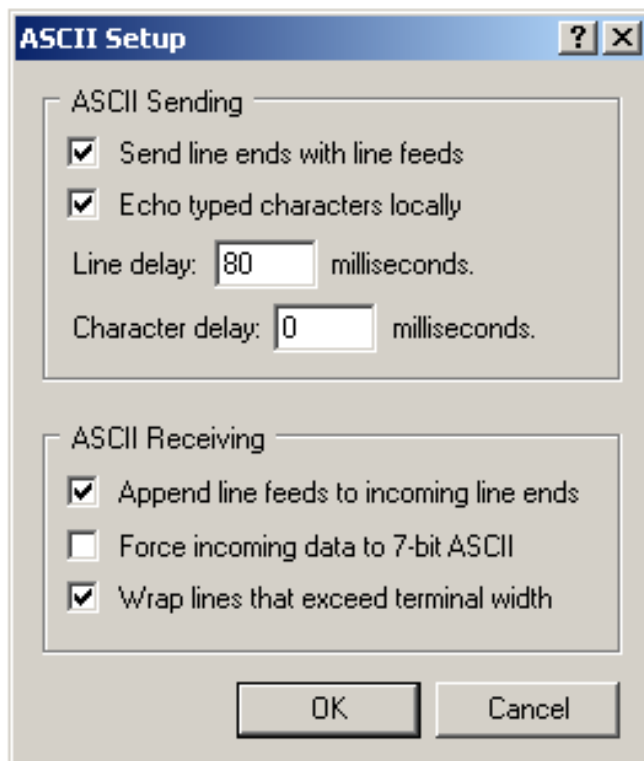 ASCII Setup
ASCII Sending
Send line ends with line feeds
Echo typed characters locally
Line delay: 80 milliseconds.
Character delay: 0 milliseconds.
ASCII Receiving
Append line feeds to incoming line ends
Force incoming data to 7-bit ASCII
Wrap lines that exceed terminal width
OK Cancel